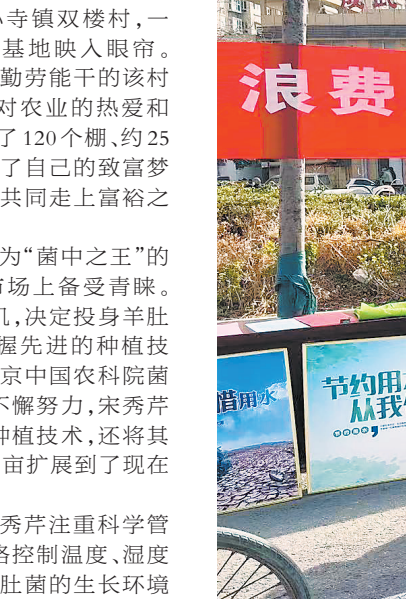 小寺镇双楼村,一
基地映入眼帘。
勤劳能干的该村
对农业的热爱和
了120个棚、约25
了自己的致富梦
共同走上富裕之
为“菌中之王”的
市场上备受青睐。
机,决定投身羊肚
握先进的种植技
京中国农科院菌
不懈努力,宋秀芹
种植技术,还将其
亩扩展到了现在
秀芹注重科学管
格控制温度、湿度
肚菌的生长环境
浪费
惜用水
节约用
从我
节约用水